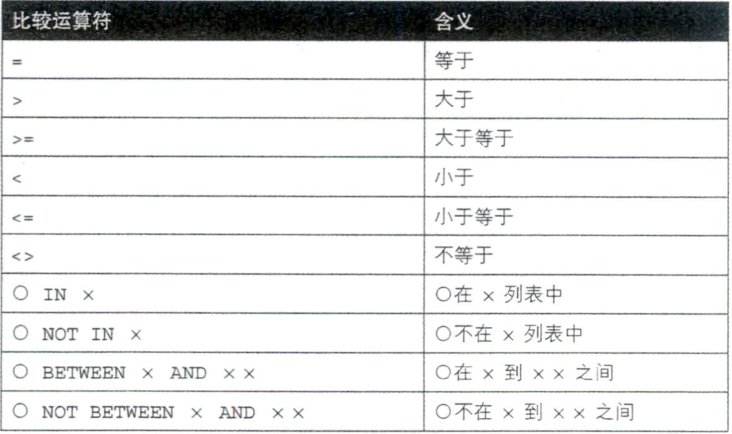 比较运算符 含义
= 等于
> 大于
>= 大于等于
< 小于
<= 小于等于
<> 不等于
○ IN × ○在 × 列表中
○ NOT IN × ○不在 × 列表中
○ BETWEEN × AND ×× ○在 × 到 ×× 之间
○ NOT BETWEEN × AND ×× ○不在 × 到 ×× 之间